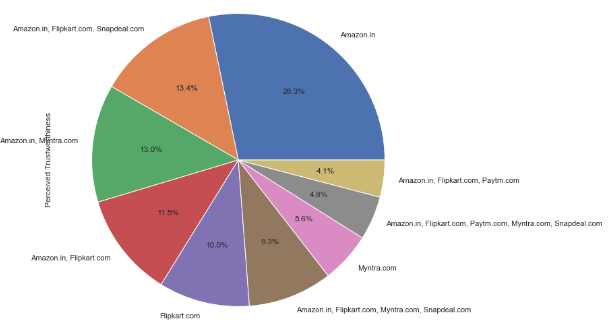 Amazon.in, Flipkart.com, Snapdeal.com
Amazon.in
13.4%
28.3%
Amazon.in, Myntra.com
13.0%
Perceived Trustworthiness
4.1%
Amazon.in, Flipkart.com, Paytm.com
4.8%
Amazon.in, Flipkart.com, Paytm.com, Myntra.com, Snapdeal.com
11.5%
5.6%
10.0%
9.3%
Amazon.in, Flipkart.com
Myntra.com
Flipkart.com
Amazon.in, Flipkart.com, Myntra.com, Snapdeal.com